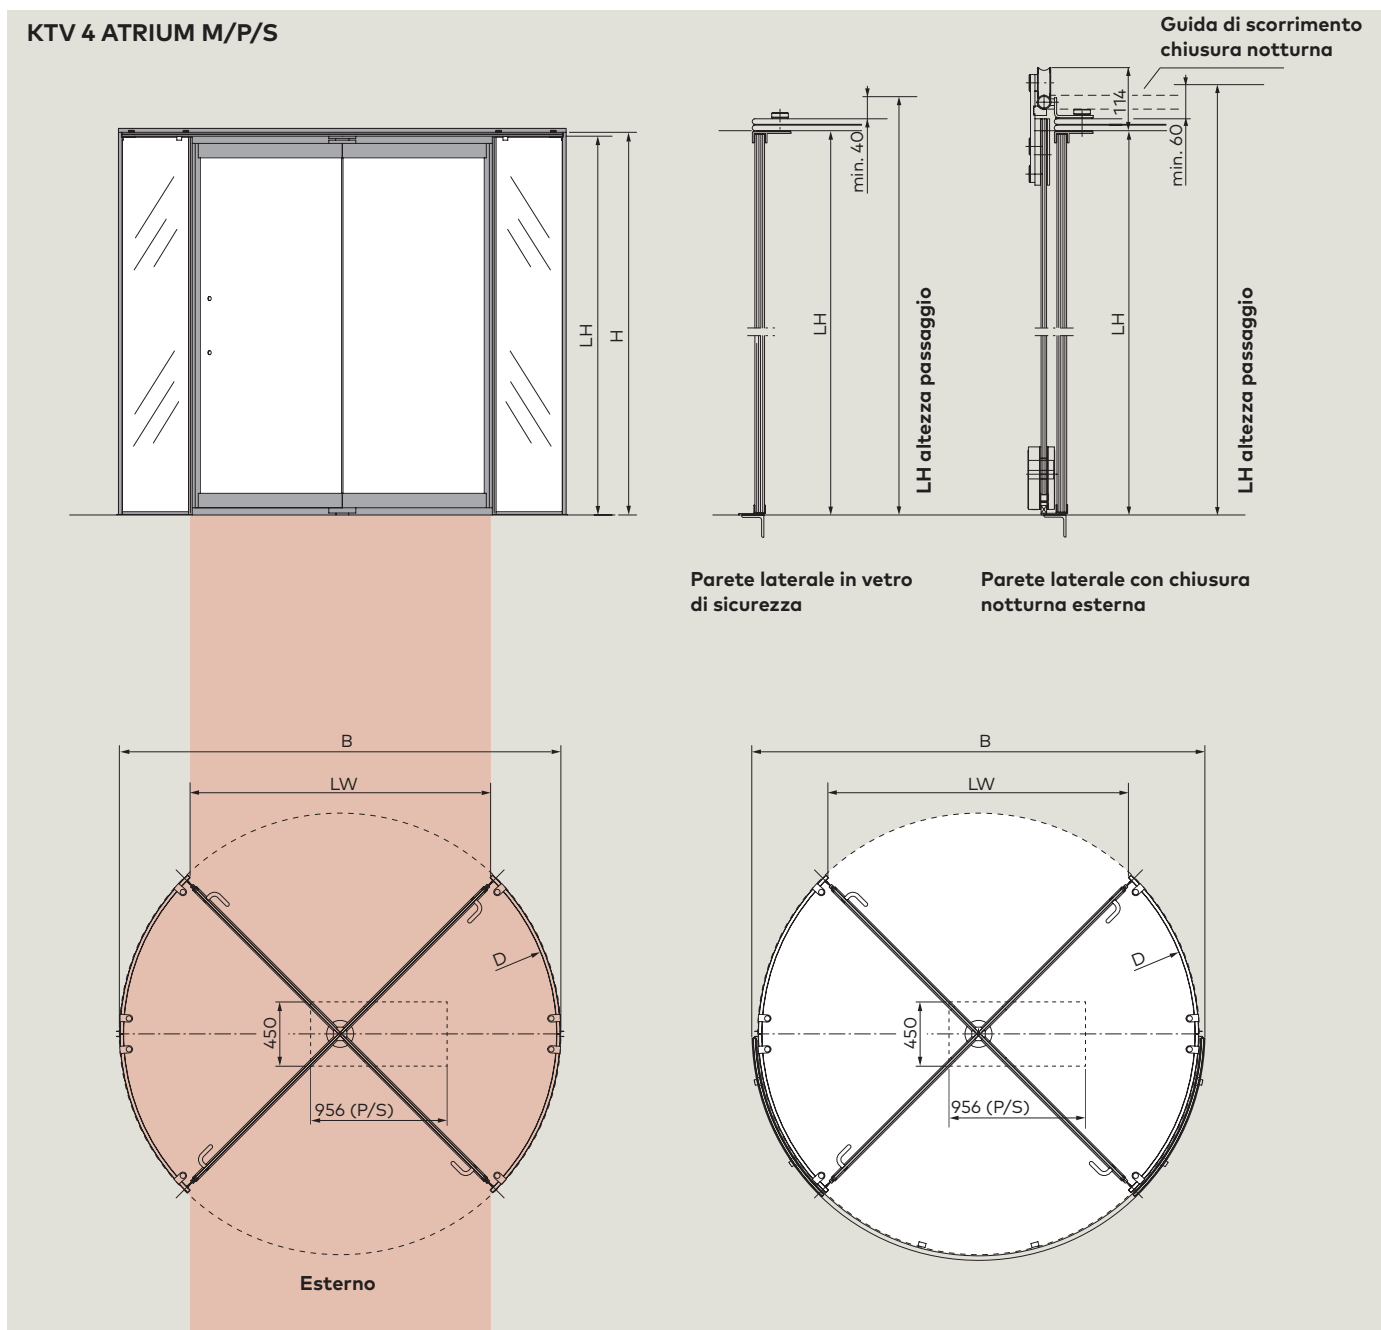 KTV 4 ATRIUM M/P/S
Guida di scorrimento
chiusura notturna
LH
H
min. 40
LH
LH altezza passaggio
114
min. 60
LH
LH altezza passaggio
Parete laterale in vetro
di sicurezza
Parete laterale con chiusura
notturna esterna
B
LW
D
450
956 (P/S)
Esterno
B
LW
D
450
956 (P/S)